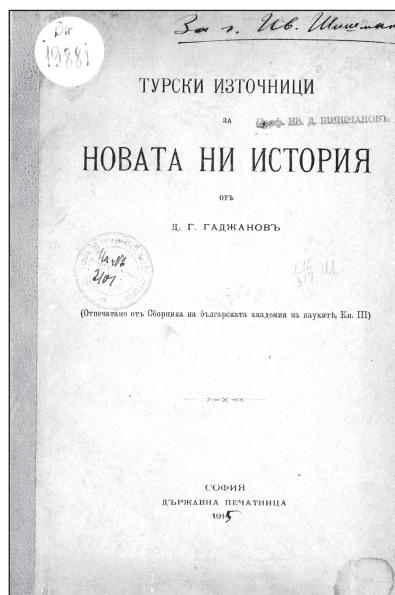 19881
За г. Ив. Шишман
ТУРСКИ ИЗТОЧНИЦИ
ЗА
Проф. ИВ. Д. ШИШМАНОВЪ
НОВАТА НИ ИСТОРИЯ
ОТЪ
Д. Г. ГАДЖАНОВЪ
(Отпечатано отъ Сборника на българската академия на наукитѣ, Кн. III)
СОФИЯ
ДЪРЖАВНА ПЕЧАТНИЦА
1915